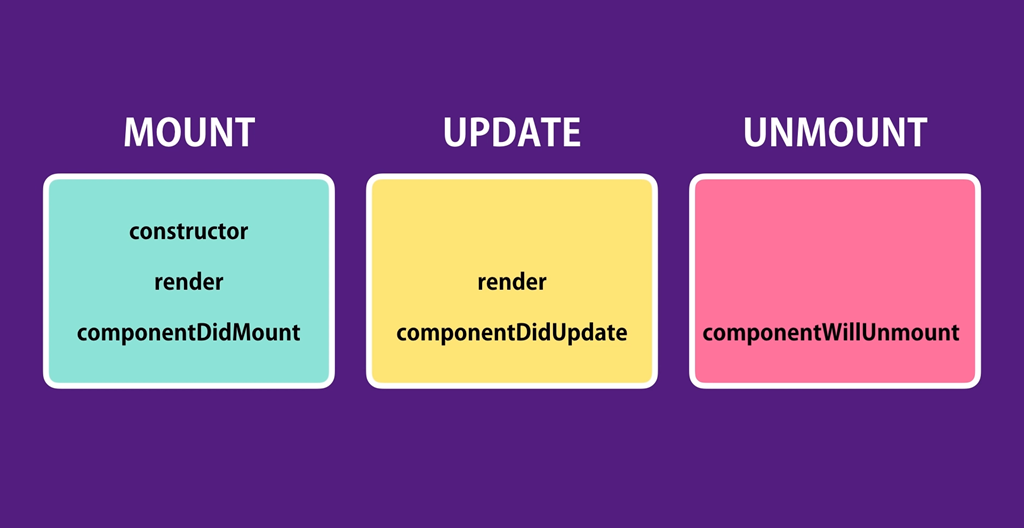 MOUNT
constructor
render
componentDidMount
UPDATE
render
componentDidUpdate
UNMOUNT
componentWillUnmount